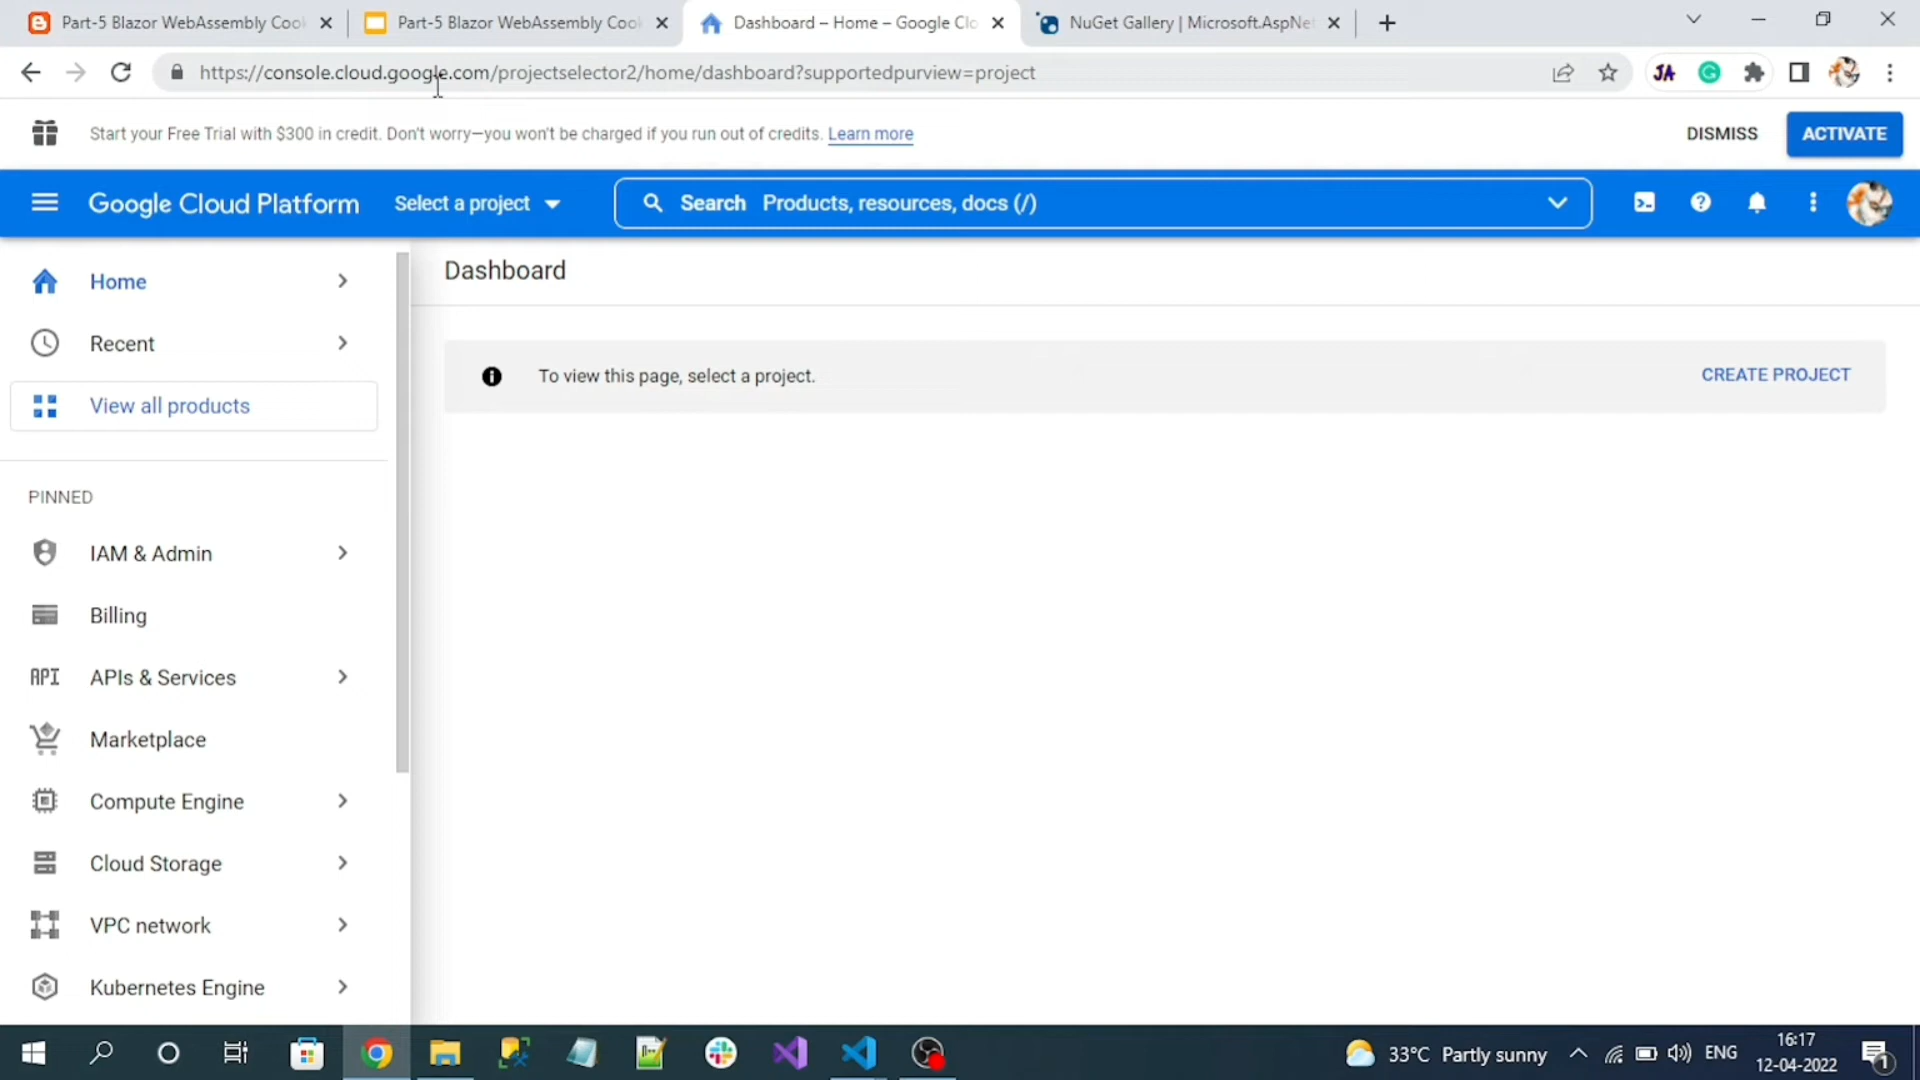 Part-5 Blazor WebAssembly Cook
Part-5 Blazor WebAssembly Cook
Dashboard – Home – Google Clo
NuGet Gallery | Microsoft.AspNet
https://console.cloud.google.com/projectselector2/home/dashboard?supportedpurview=project
JA
G
Start your Free Trial with $300 in credit. Don't worry—you won't be charged if you run out of credits. Learn more
DISMISS
ACTIVATE
Google Cloud Platform
Select a project
Search Products, resources, docs (/)
Home
Dashboard
Recent
To view this page, select a project.
CREATE PROJECT
View all products
PINNED
IAM & Admin
Billing
API APIs & Services
Marketplace
Compute Engine
Cloud Storage
VPC network
Kubernetes Engine
33°C Partly sunny
ENG
16:17
12-04-2022
1